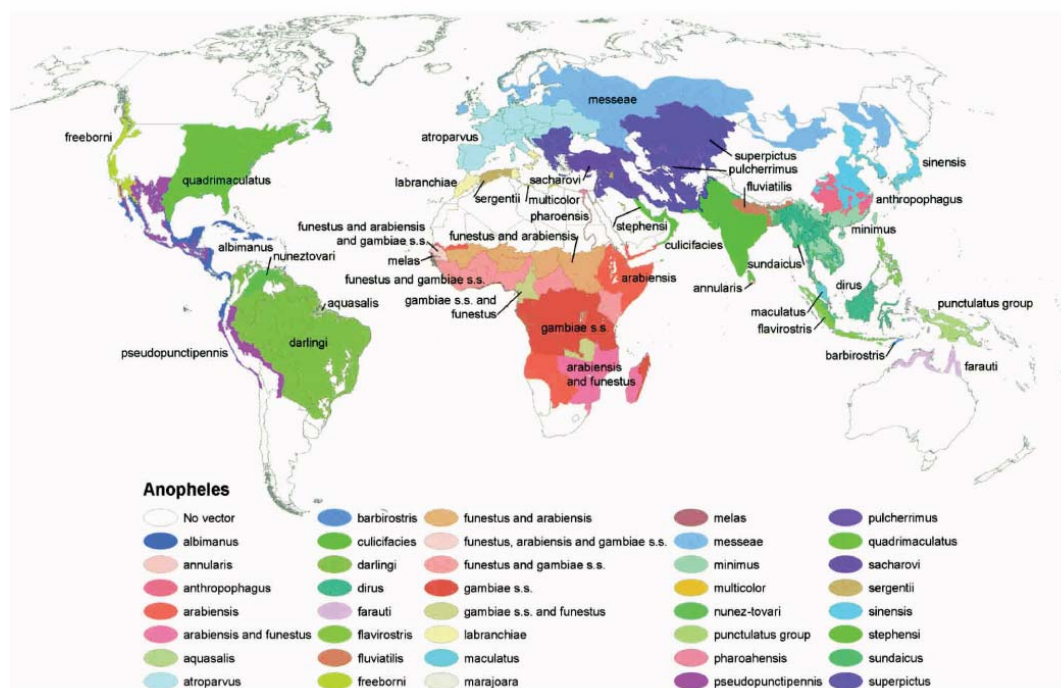 messeae
freeborni
atroparvus
quadrimaculatus
superpictus
pulcherrimus
fluviatilis
sinensis
labranchiae
sacharovi
sergentii
multicolor
pharoensis
stephensi
anthropophagus
minimus
albimanus
nuneztovari
funestus and arabiensis
and gambiae s.s.
funestus and arabiensis
melas
culicifacies
arabiensis
sundaicus
funestus and gambiae s.s.
annularis
dirus
punctulatus group
aquasalis
gambiae s.s. and
funestus
gambiae s.s
maculatus
flavirostris
darlingi
pseudopunctipennis
arabiensis
and funestus
barbirostris
farauti
Anopheles
No vector
albimanus
annularis
anthropophagus
arabiensis
arabiensis and funestus
aquasalis
atroparvus
barbirostris
culicifacies
darlingi
dirus
farauti
flavirostris
fluviatilis
freeborni
funestus and arabiensis
funestus, arabiensis and gambiae s.s.
funestus and gambiae s.s.
gambiae s.s.
gambiae s.s. and funestus
labranchiae
maculatus
marajoara
melas
messeae
minimus
multicolor
nunez-tovari
punctulatus group
pharoahensis
pseudopunctipennis
pulcherrimus
quadrimaculatus
sacharovi
sergentii
sinensis
stephensi
sundaicus
superpictus